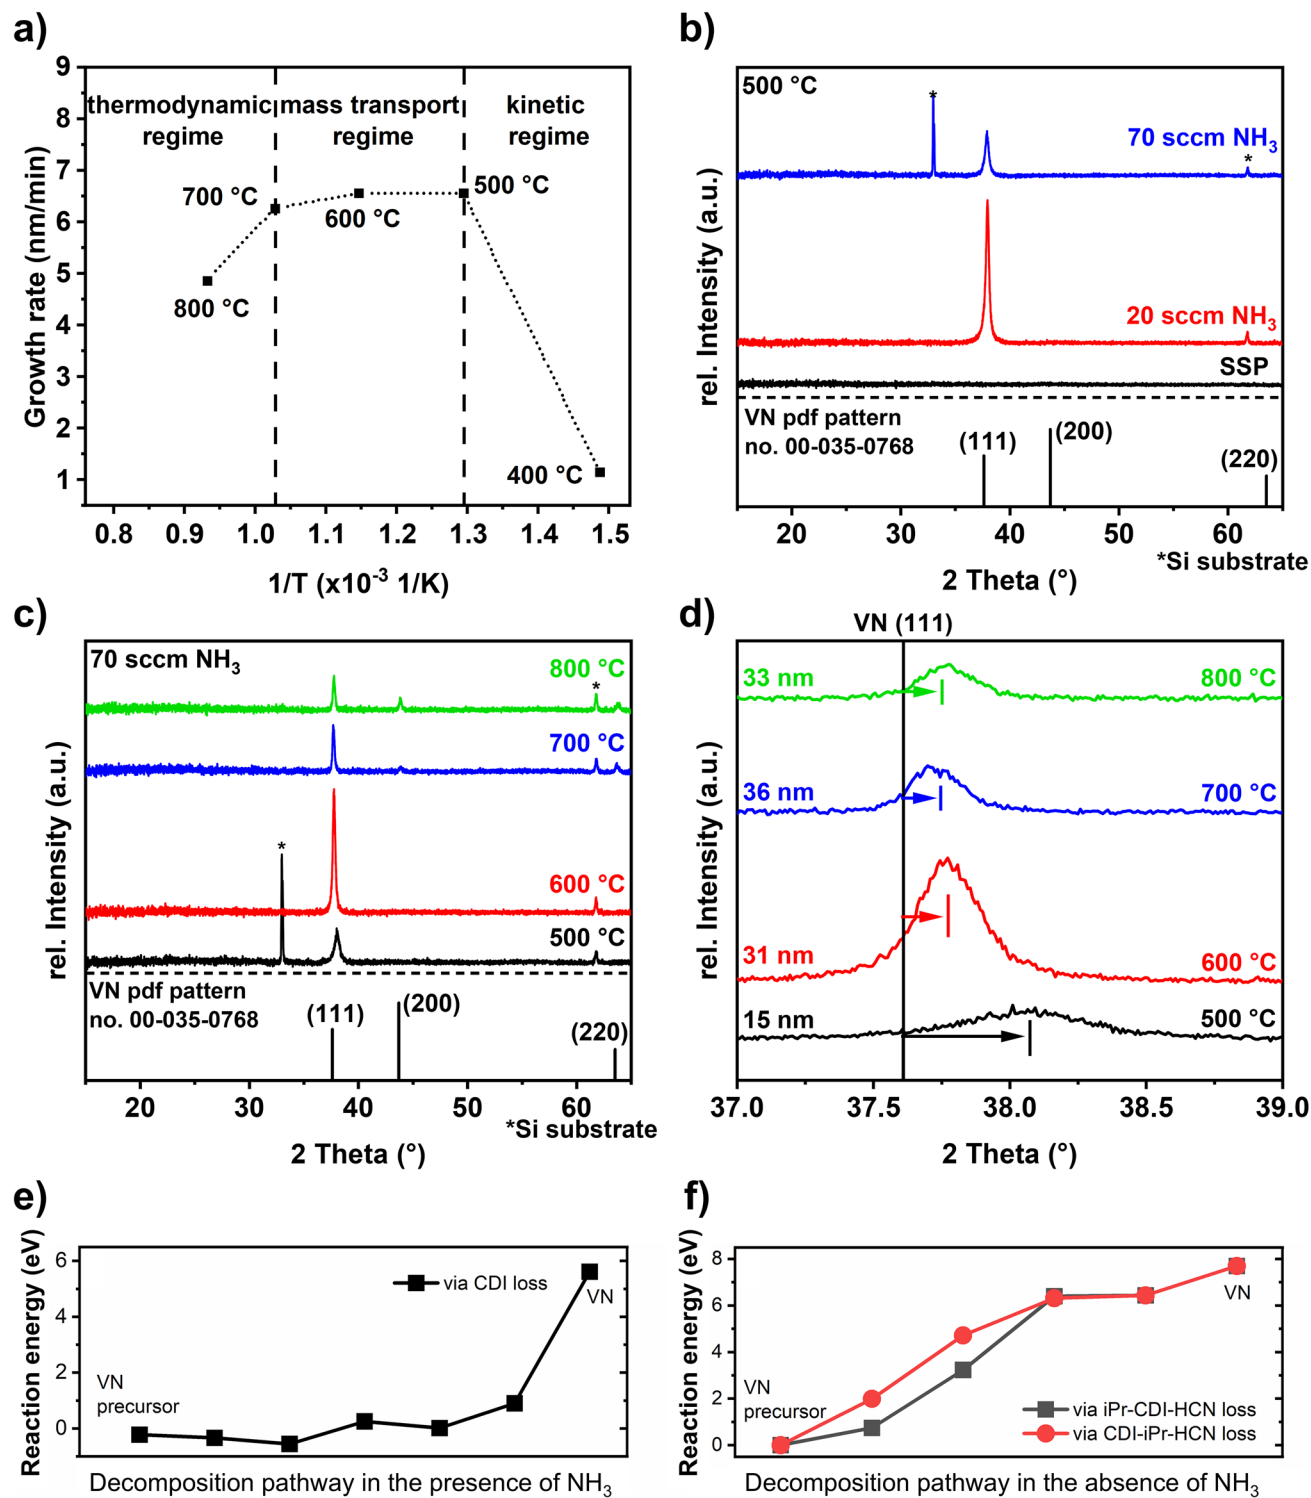 a)
9
8
7
6
5
4
3
2
1
Growth rate (nm/min)
thermodynamic
regime
mass transport
regime
kinetic
regime
700 °C
600 °C
500 °C
800 °C
400 °C
0.8 0.9 1.0 1.1 1.2 1.3 1.4 1.5
1/T (x10⁻³ 1/K)
b)
500 °C
*
70 sccm NH₃
*
20 sccm NH₃
SSP
VN pdf pattern
no. 00-035-0768
(111)
(200)
(220)
rel. Intensity (a.u.)
20 30 40 50 60
*Si substrate
2 Theta (°)
c)
70 sccm NH₃
800 °C
*
700 °C
*
600 °C
500 °C
VN pdf pattern
no. 00-035-0768
(111)
(200)
(220)
rel. Intensity (a.u.)
20 30 40 50 60
*Si substrate
2 Theta (°)
d)
VN (111)
33 nm 800 °C
36 nm 700 °C
31 nm 600 °C
15 nm 500 °C
rel. Intensity (a.u.)
37.0 37.5 38.0 38.5 39.0
2 Theta (°)
e)
Reaction energy (eV)
6
4
2
0
via CDI loss
VN
VN
precursor
Decomposition pathway in the presence of NH₃
f)
Reaction energy (eV)
8
6
4
2
0
VN
VN
precursor
via iPr-CDI-HCN loss
via CDI-iPr-HCN loss
Decomposition pathway in the absence of NH₃